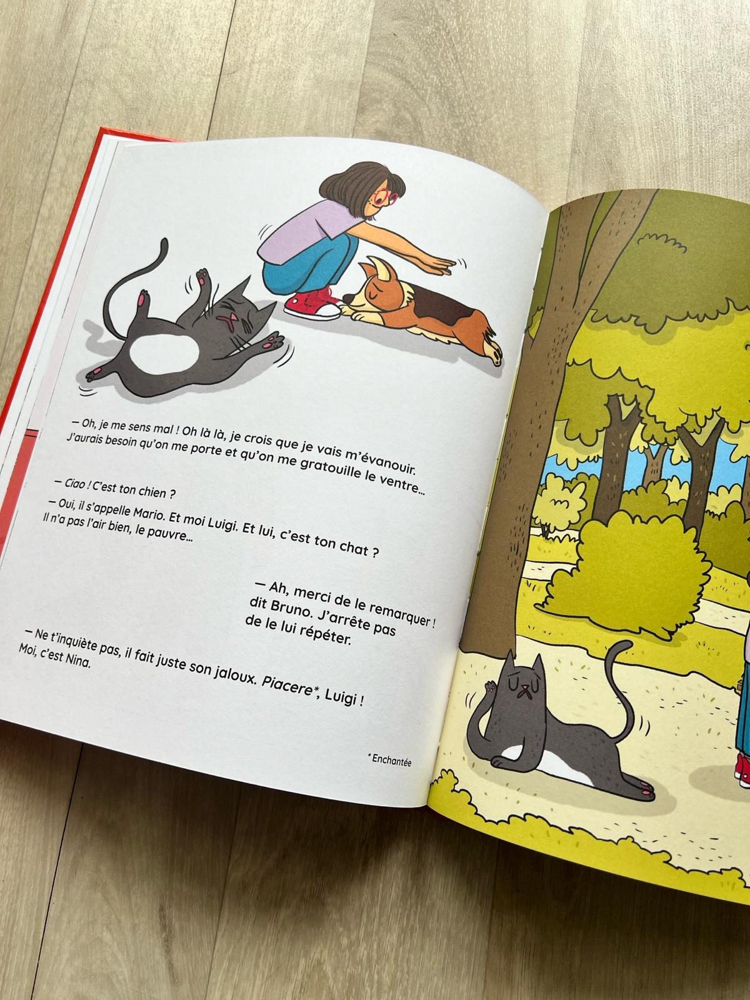 — Oh, je me sens mal ! Oh là là, je crois que je vais m'évanouir.
J'aurais besoin qu'on me porte et qu'on me gratouille le ventre...
— Ciao ! C'est ton chien ?
— Oui, il s'appelle Mario. Et moi Luigi. Et lui, c'est ton chat ?
Il n'a pas l'air bien, le pauvre...
— Ah, merci de le remarquer !
dit Bruno. J'arrête pas
de le lui répéter.
— Ne t'inquiète pas, il fait juste son jaloux. Piacere*, Luigi !
Moi, c'est Nina.
* Enchantée